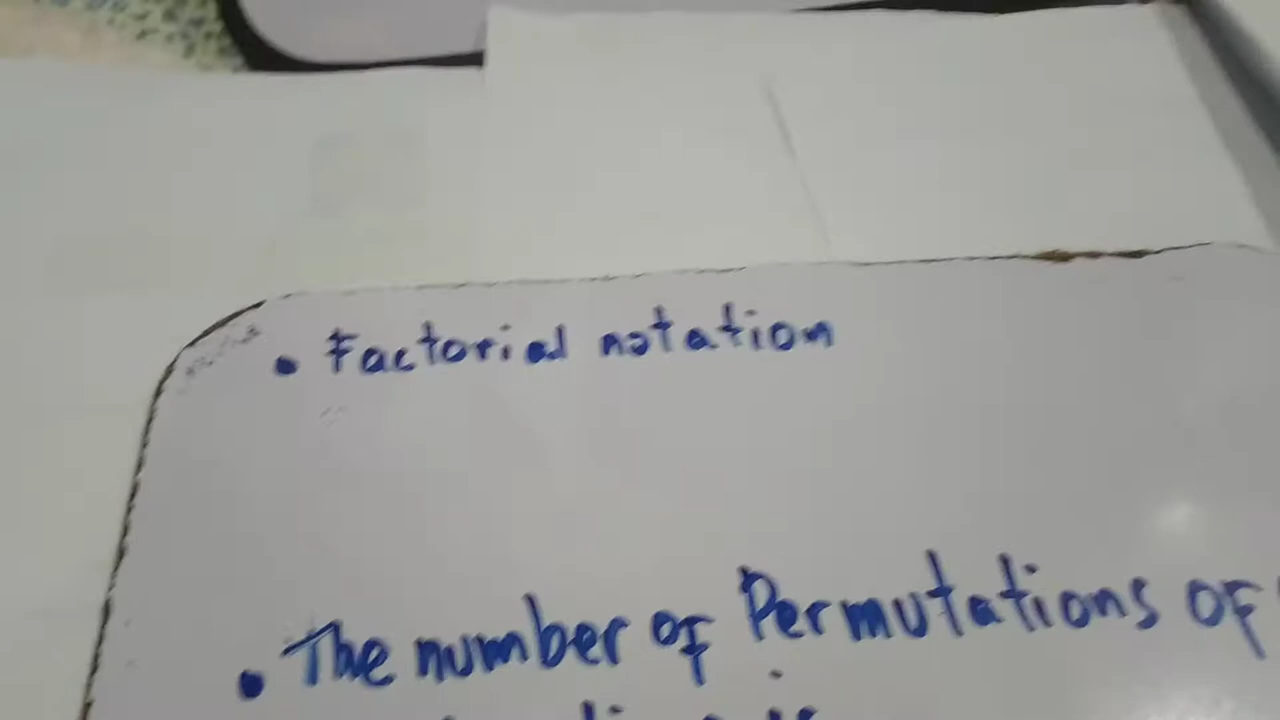 • Factorial notation
• The number of Permutations of